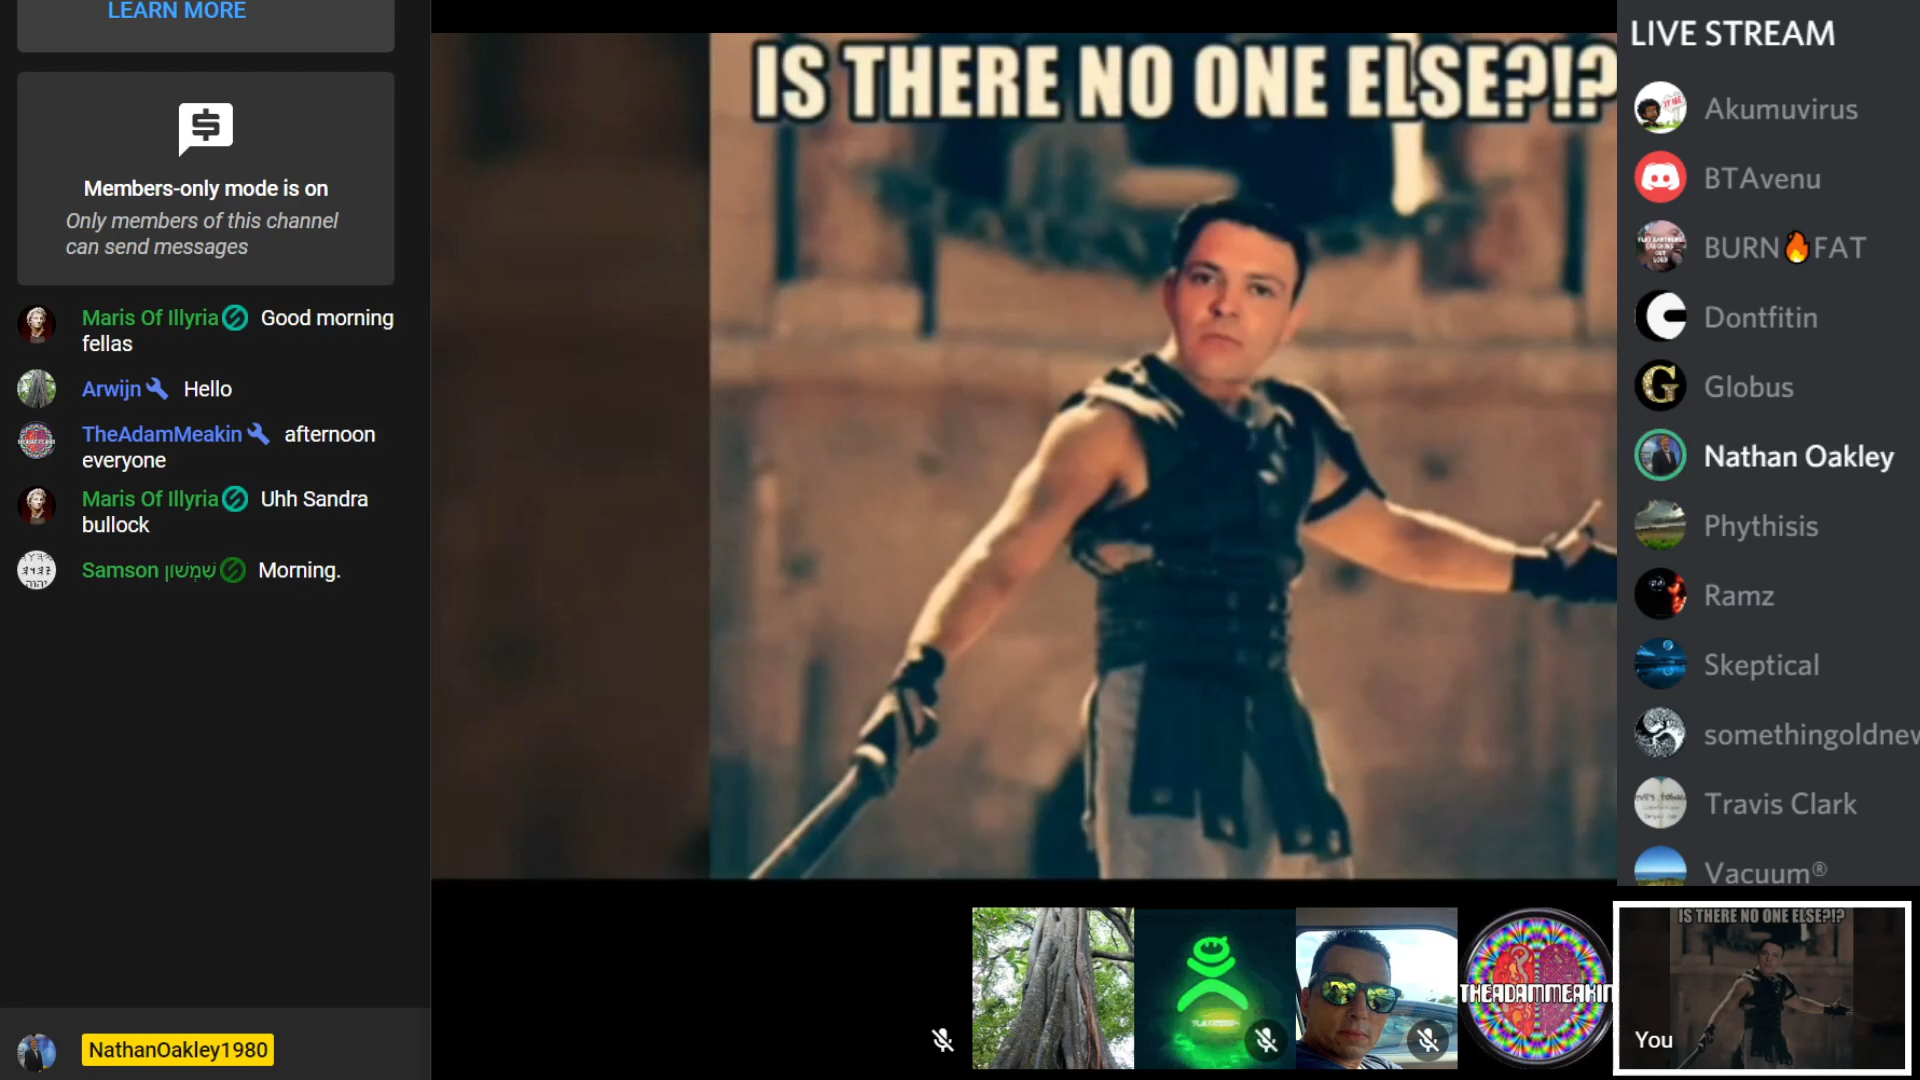 LEARN MORE
Members-only mode is on
Only members of this channel
can send messages
Maris Of Illyria Good morning
fellas
Arwijn Hello
TheAdamMeakin afternoon
everyone
Maris Of Illyria Uhh Sandra
bullock
Samson שִׁמְשׁוֹן Morning.
NathanOakley1980
IS THERE NO ONE ELSE?!?
LIVE STREAM
Akumuvirus
BTAvenu
BURN🔥FAT
Dontfitin
Globus
Nathan Oakley
Phythisis
Ramz
Skeptical
somethingoldnew
Travis Clark
Vacuum®
THEADAMMEAKIN
IS THERE NO ONE ELSE?!?
You